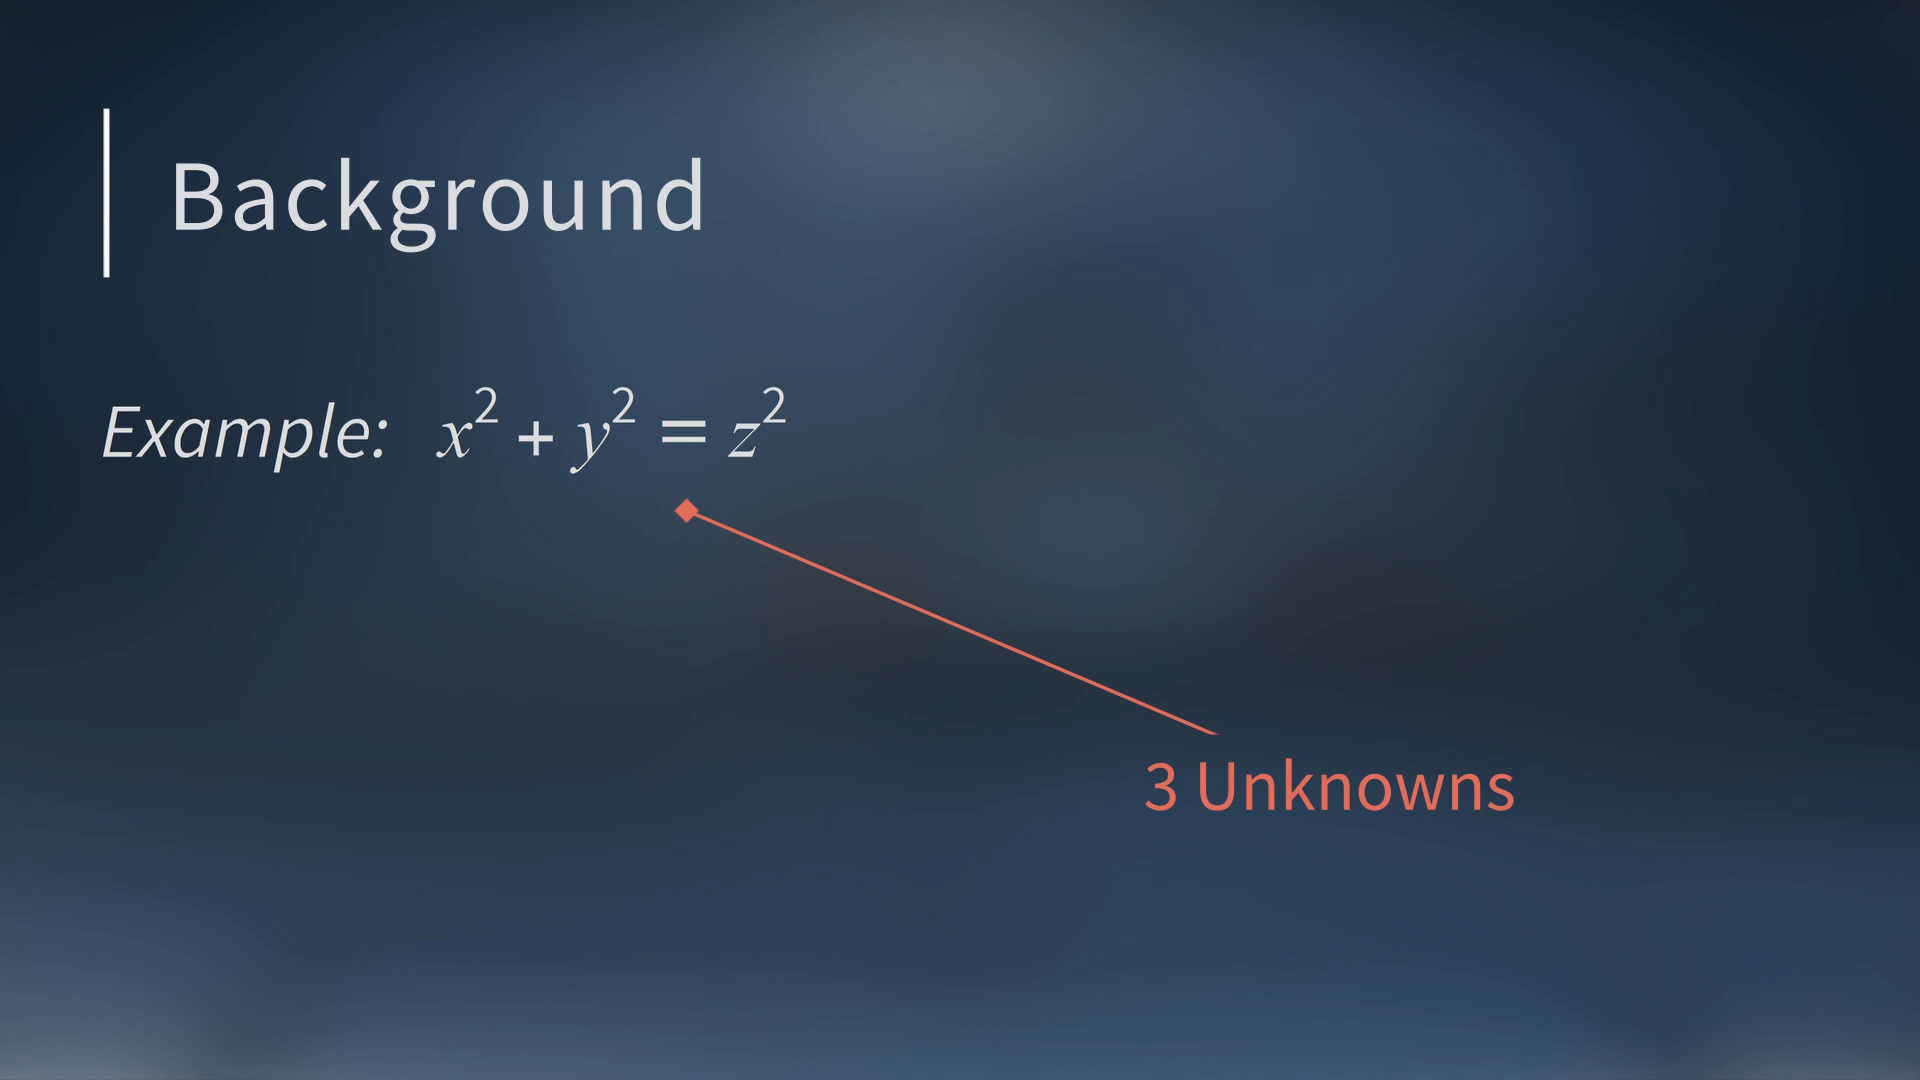 Background
Example: x² + y² = z²
3 Unknowns